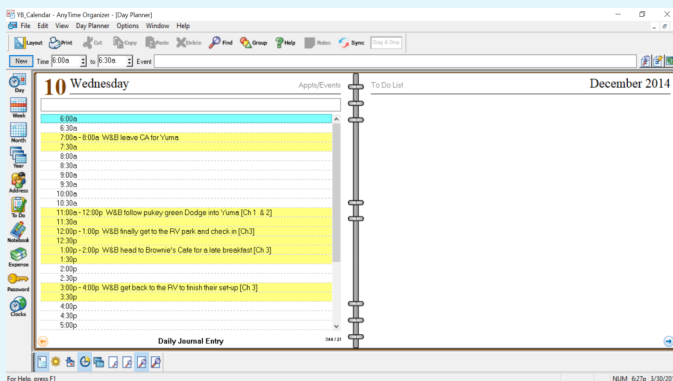 YB_Calendar - AnyTime Organizer - [Day Planner]
File Edit View Day Planner Options Window Help
Layout Print Cut Copy Paste Delete Find Group Help Notes Sync Drag & Drop
New Time 6:00a to 6:30a Event
Day
Week
Month
Year
Address
To Do
Notebook
Expense
Password
Clocks
10 Wednesday Appts/Events
6:00a
6:30a
7:00a - 8:00a W&B leave CA for Yuma
7:30a
8:00a
8:30a
9:00a
9:30a
10:00a
10:30a
11:00a - 12:00p W&B follow pukey green Dodge into Yuma [Ch 1 & 2]
11:30a
12:00p - 1:00p W&B finally get to the RV park and check in [Ch3]
12:30p
1:00p - 2:00p W&B head to Brownie's Cafe for a late breakfast [Ch 3]
1:30p
2:00p
2:30p
3:00p - 4:00p W&B get back to the RV to finish their set-up [Ch 3]
3:30p
4:00p
4:30p
5:00p
Daily Journal Entry 344 / 21
To Do List December 2014
For Help, press F1 NUM 6:27p 3/30/20